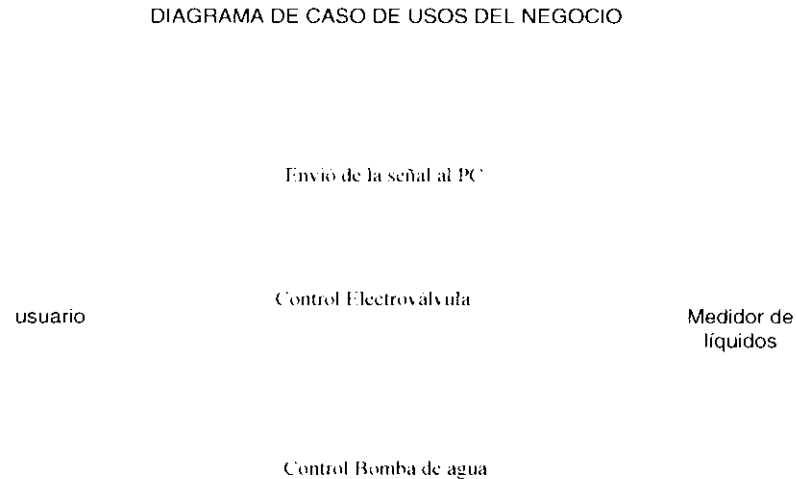 DIAGRAMA DE CASO DE USOS DEL NEGOCIO
Envió de la señal al PC
Control Electroválvula
usuario
Medidor de
líquidos
Control Bomba de agua